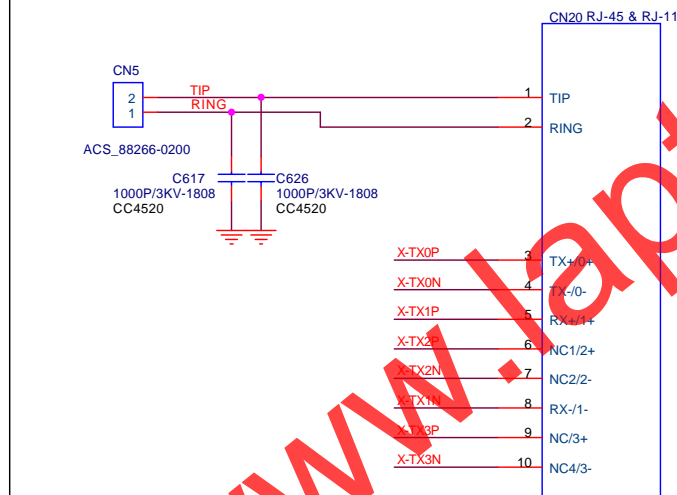 CN20 RJ-45 & RJ-11
CN5
2
1
TIP
RING
ACS_88266-0200
C617
1000P/3KV-1808
CC4520
C626
1000P/3KV-1808
CC4520
1 TIP
2 RING
X-TX0P 3 TX+/0+
X-TX0N 4 TX-/0-
X-TX1P 5 RX+/1+
X-TX2P 6 NC1/2+
X-TX2N 7 NC2/2-
X-TX1N 8 RX-/1-
X-TX3P 9 NC/3+
X-TX3N 10 NC4/3-
www.lap